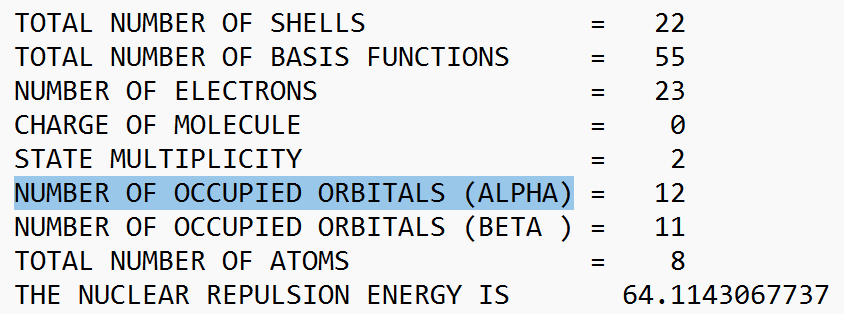 TOTAL NUMBER OF SHELLS = 22
TOTAL NUMBER OF BASIS FUNCTIONS = 55
NUMBER OF ELECTRONS = 23
CHARGE OF MOLECULE = 0
STATE MULTIPLICITY = 2
NUMBER OF OCCUPIED ORBITALS (ALPHA) = 12
NUMBER OF OCCUPIED ORBITALS (BETA ) = 11
TOTAL NUMBER OF ATOMS = 8
THE NUCLEAR REPULSION ENERGY IS 64.1143067737